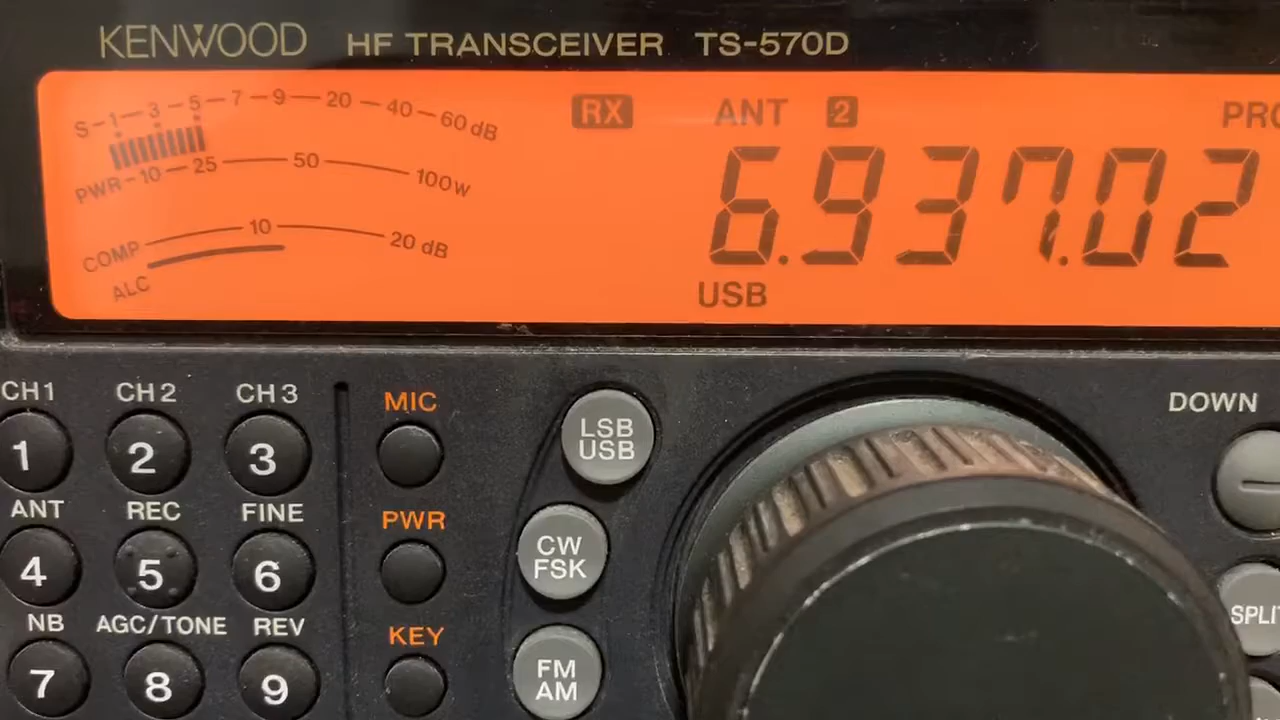 KENWOOD HF TRANSCEIVER TS-570D
S-1-3-5-7-9-20-40-60 dB
RX ANT 2
PWR-10-25 50 100W
6.937.02
COMP 10 20 dB
ALC
USB
CH1 CH2 CH3 MIC LSB USB DOWN
1 2 3
ANT REC FINE PWR CW FSK
4 5 6
SPLIT
NB AGC/TONE REV KEY FM AM
7 8 9